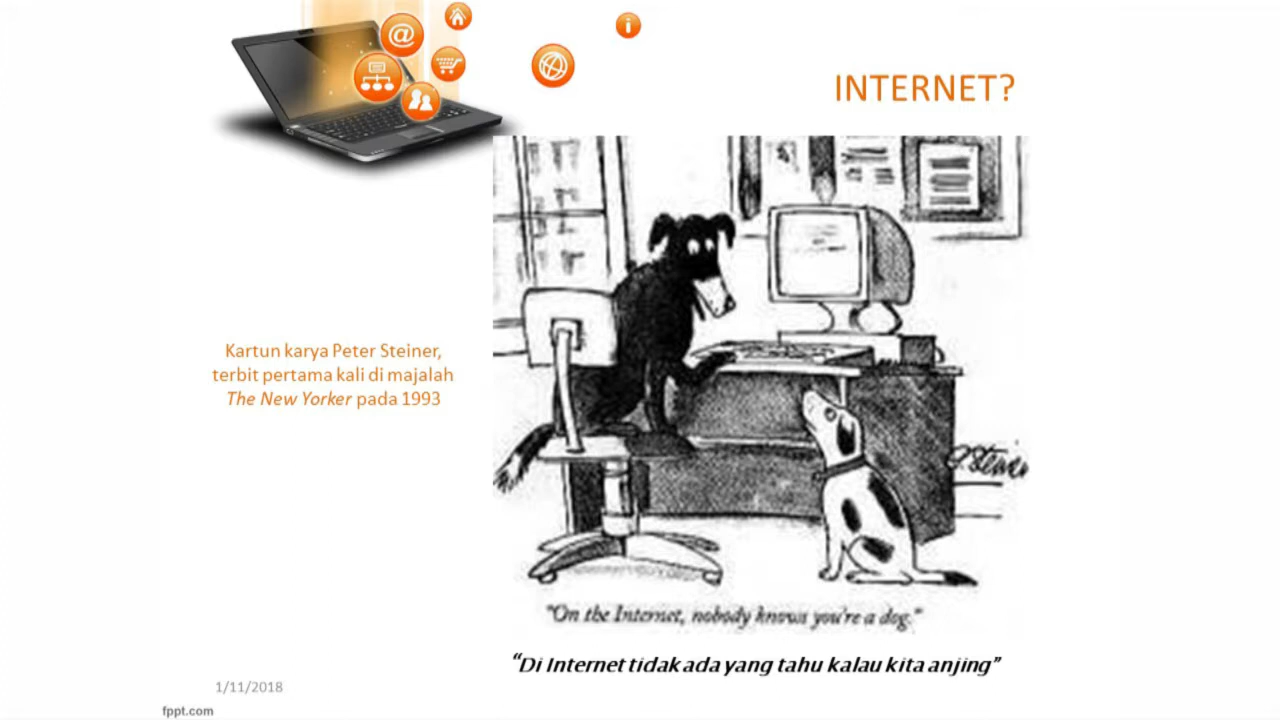 INTERNET?
Kartun karya Peter Steiner,
terbit pertama kali di majalah
The New Yorker pada 1993
"On the Internet, nobody knows you're a dog."
“Di Internet tidak ada yang tahu kalau kita anjing”
1/11/2018
fppt.com